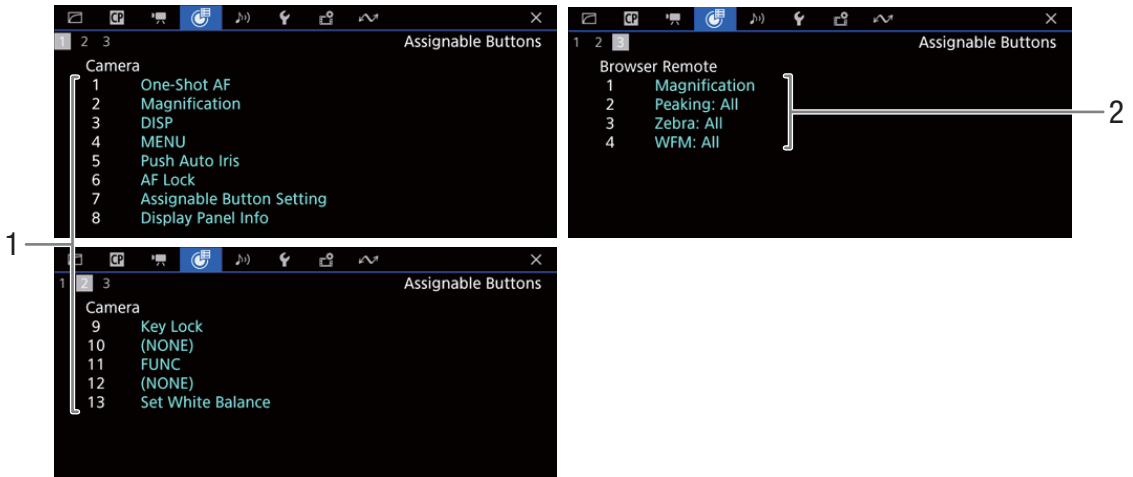 CP
1 2 3 Assignable Buttons
Camera
1 One-Shot AF
2 Magnification
3 DISP
4 MENU
5 Push Auto Iris
6 AF Lock
7 Assignable Button Setting
8 Display Panel Info
1
CP
1 2 3 Assignable Buttons
Camera
9 Key Lock
10 (NONE)
11 FUNC
12 (NONE)
13 Set White Balance
CP
1 2 3 Assignable Buttons
Browser Remote
1 Magnification
2 Peaking: All
3 Zebra: All
4 WFM: All
2